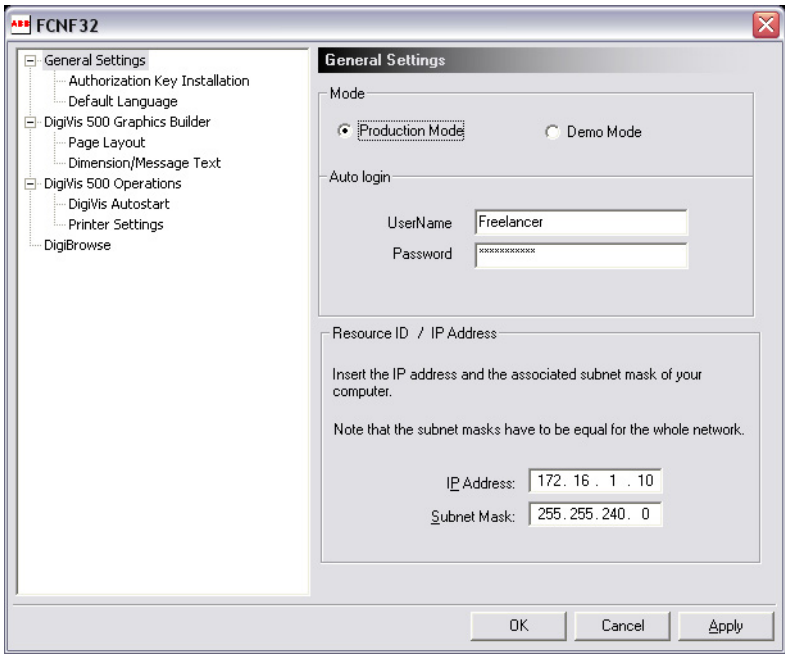 ABB FCNF32
General Settings
Authorization Key Installation
Default Language
DigiVis 500 Graphics Builder
Page Layout
Dimension/Message Text
DigiVis 500 Operations
DigiVis Autostart
Printer Settings
DigiBrowse
General Settings
Mode
Production Mode Demo Mode
Auto login
UserName Freelancer
Password ***********
Resource ID / IP Address
Insert the IP address and the associated subnet mask of your
computer.
Note that the subnet masks have to be equal for the whole network.
IP Address: 172. 16 . 1 . 10
Subnet Mask: 255.255.240. 0
OK Cancel Apply